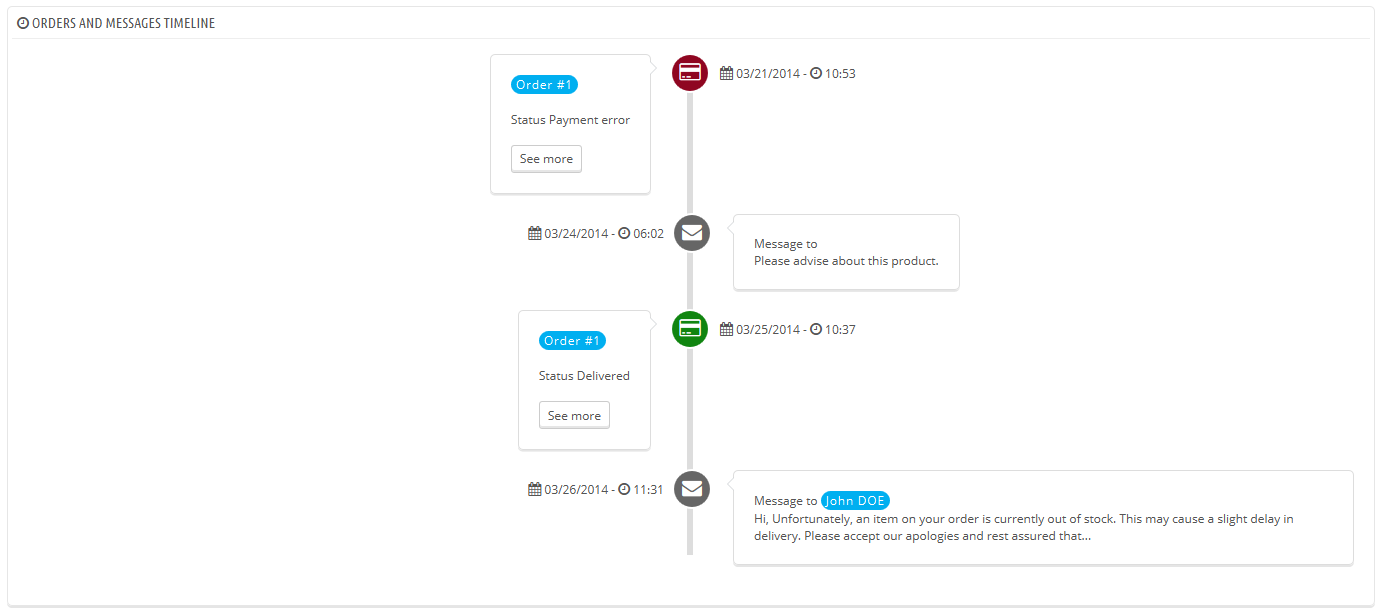 ORDERS AND MESSAGES TIMELINE
Order #1
Status Payment error
See more
03/21/2014 - 10:53
03/24/2014 - 06:02
Message to
Please advise about this product.
Order #1
Status Delivered
See more
03/25/2014 - 10:37
03/26/2014 - 11:31
Message to John DOE
Hi, Unfortunately, an item on your order is currently out of stock. This may cause a slight delay in
delivery. Please accept our apologies and rest assured that...